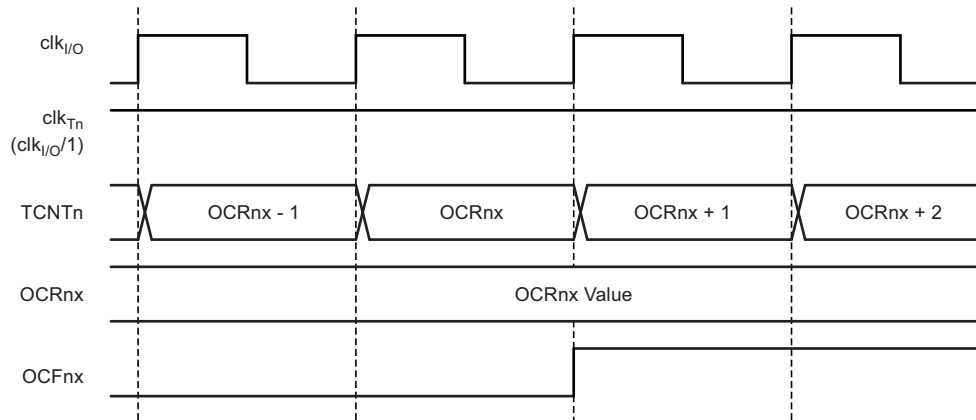 clkI/O
clkTn
(clkI/O/1)
TCNTn OCRnx - 1 OCRnx OCRnx + 1 OCRnx + 2
OCRnx OCRnx Value
OCFnx